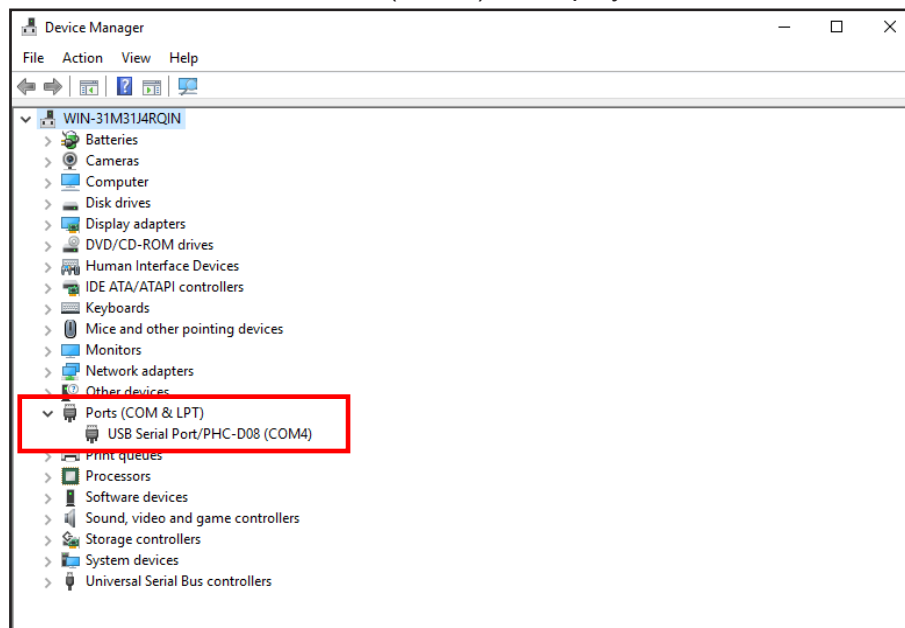 Device Manager
File Action View Help
WIN-31M31J4RQIN
Batteries
Cameras
Computer
Disk drives
Display adapters
DVD/CD-ROM drives
Human Interface Devices
IDE ATA/ATAPI controllers
Keyboards
Mice and other pointing devices
Monitors
Network adapters
Other devices
Ports (COM & LPT)
USB Serial Port/PHC-D08 (COM4)
Print queues
Processors
Software devices
Sound, video and game controllers
Storage controllers
System devices
Universal Serial Bus controllers